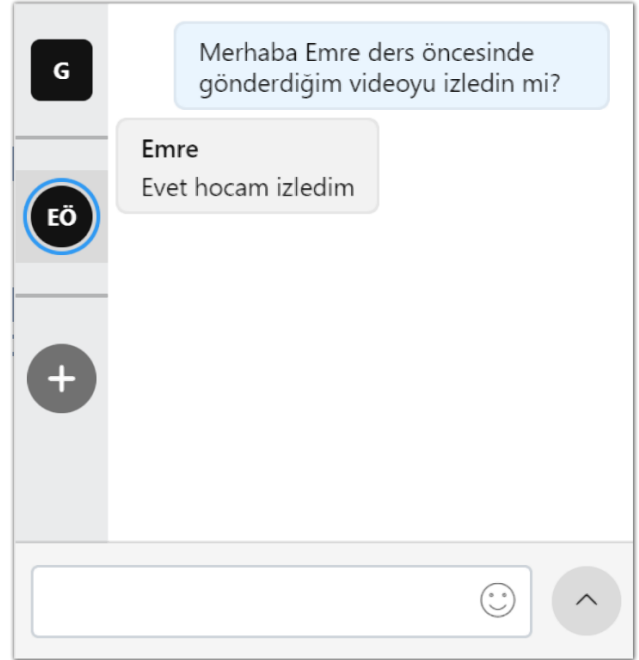 G
Merhaba Emre ders öncesinde
gönderdiğim videoyu izledin mi?
Emre
Evet hocam izledim
EÖ